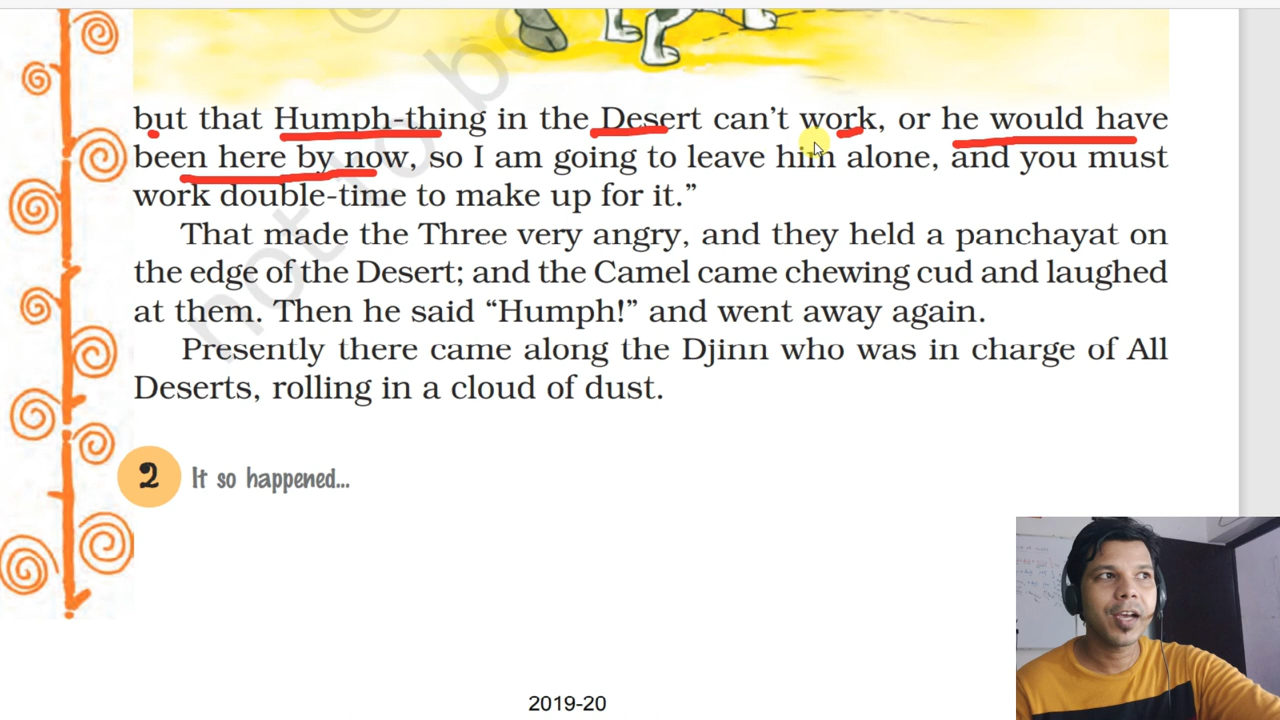 but that Humph-thing in the Desert can’t work, or he would have
been here by now, so I am going to leave him alone, and you must
work double-time to make up for it.”
That made the Three very angry, and they held a panchayat on
the edge of the Desert; and the Camel came chewing cud and laughed
at them. Then he said “Humph!” and went away again.
Presently there came along the Djinn who was in charge of All
Deserts, rolling in a cloud of dust.
2 It so happened...
2019-20
not to be